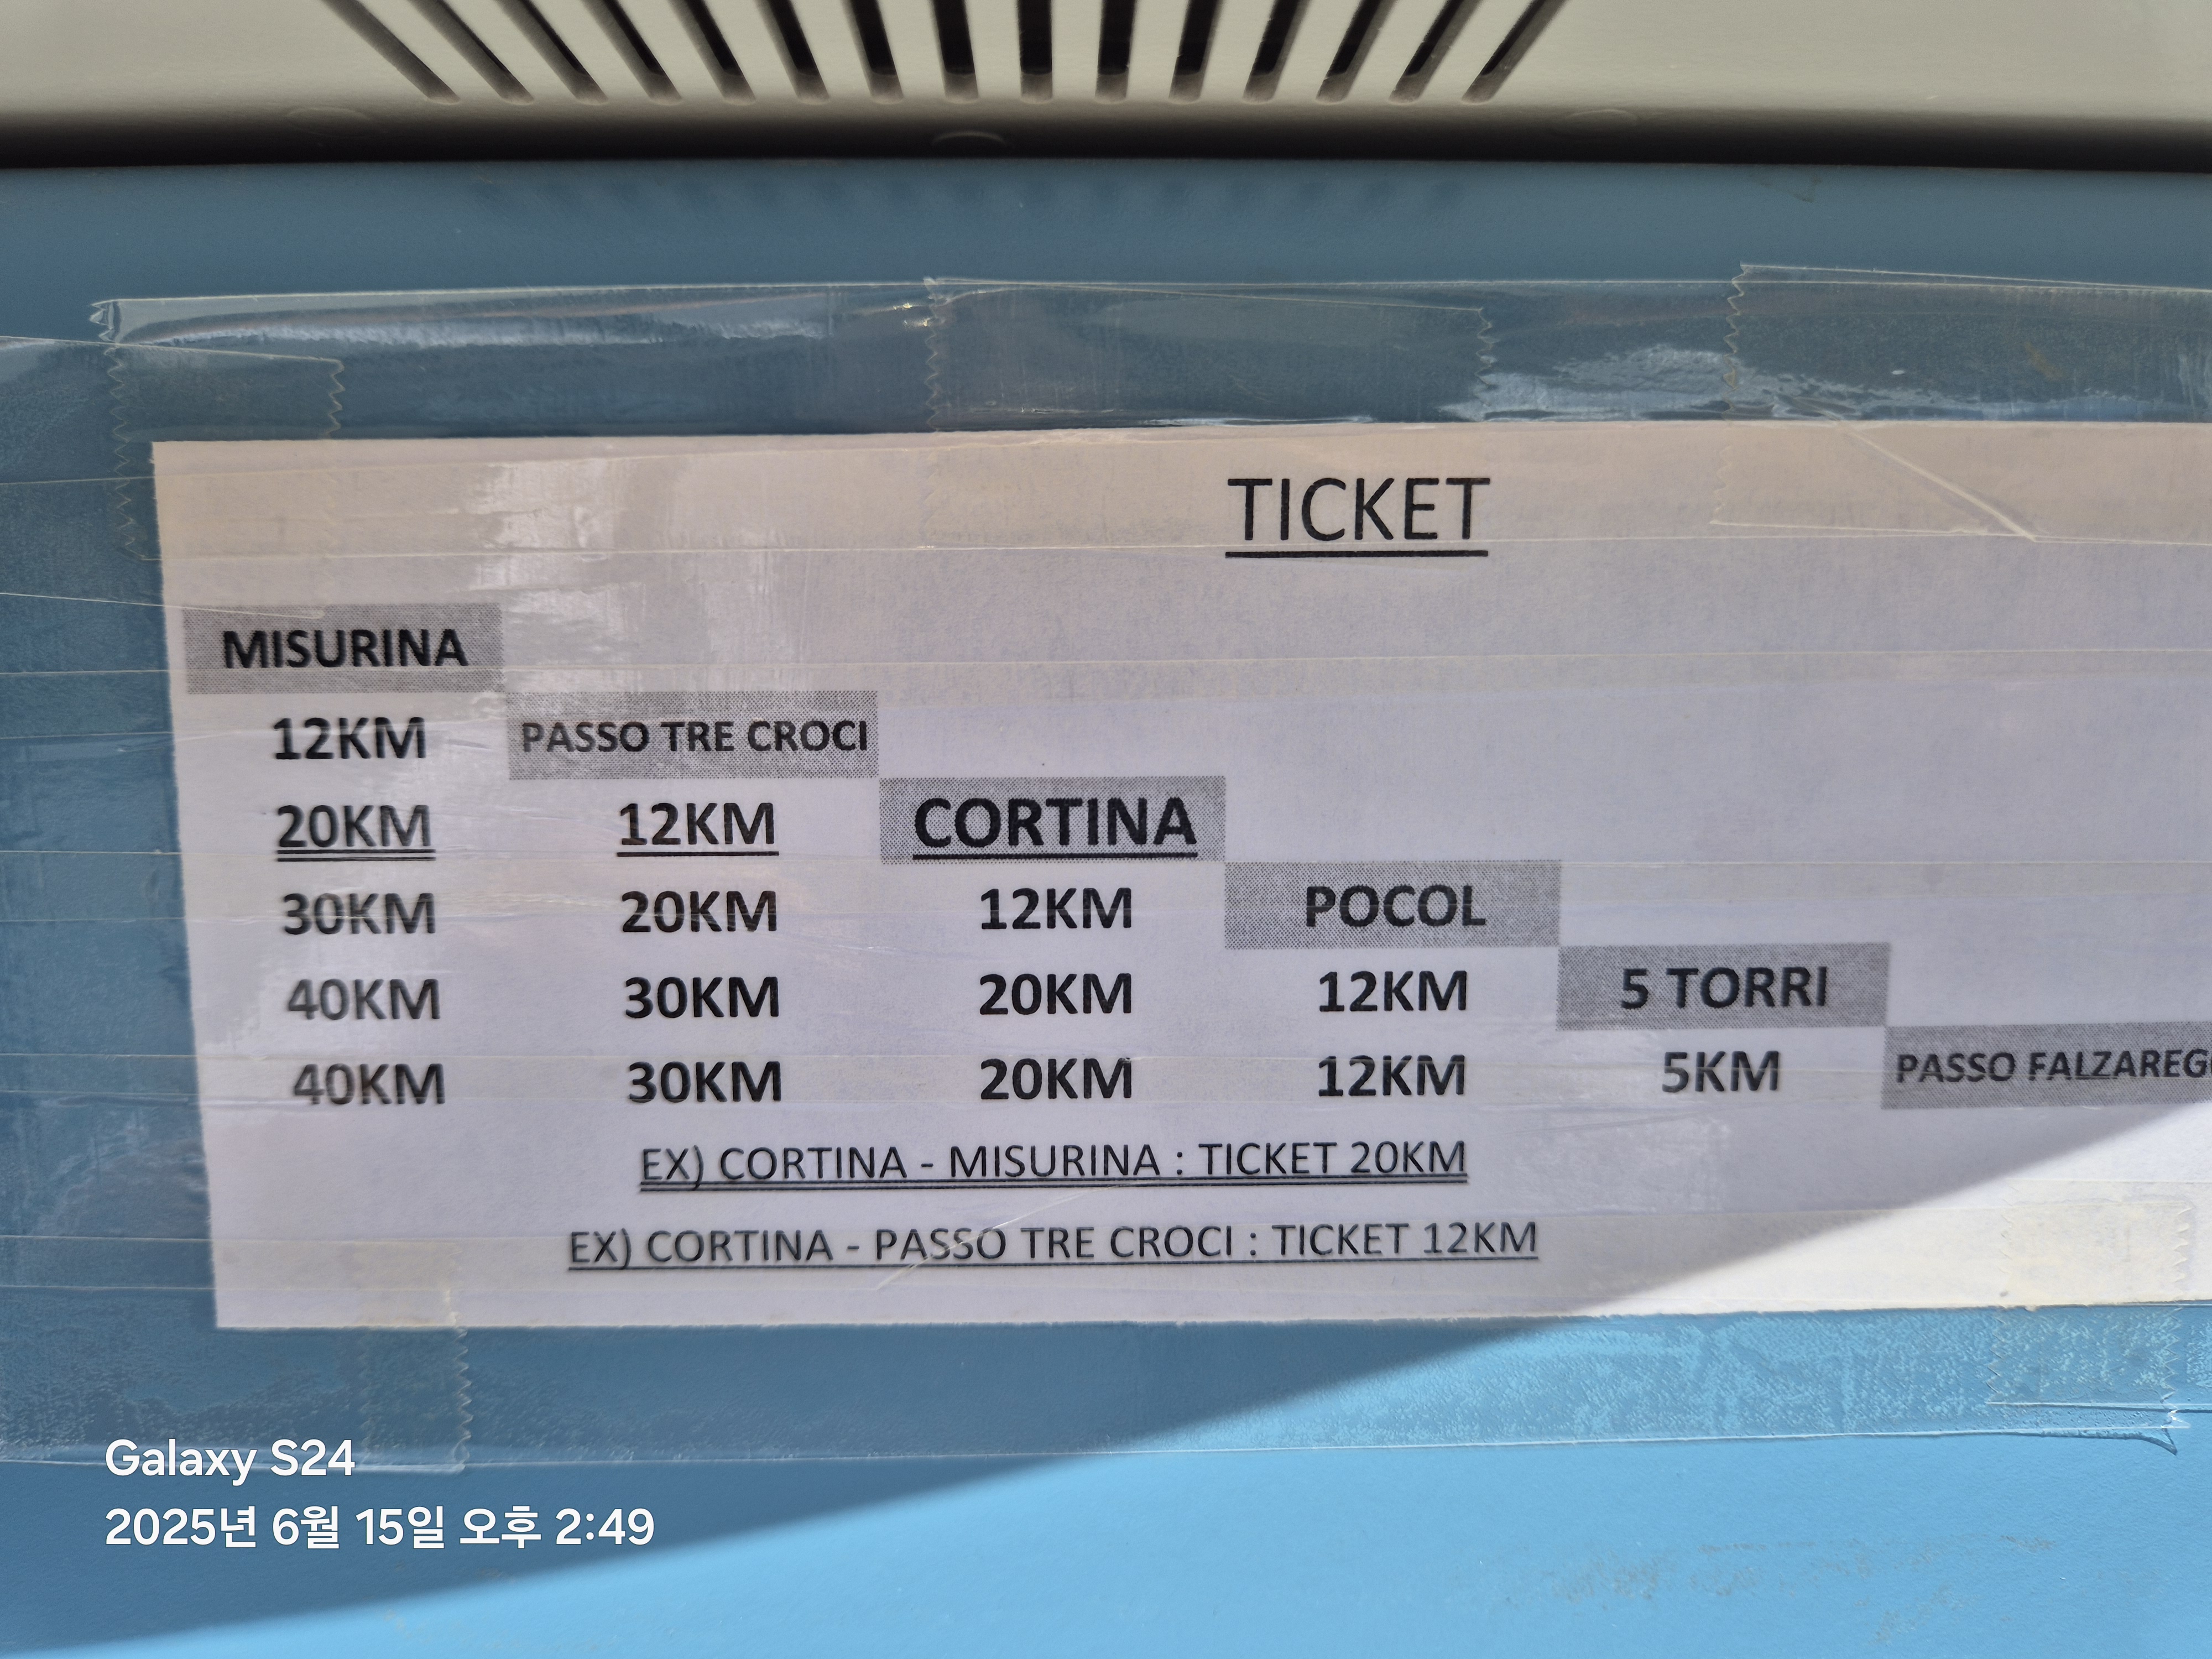 TICKET
MISURINA
12KM PASSO TRE CROCI
20KM 12KM CORTINA
30KM 20KM 12KM POCOL
40KM 30KM 20KM 12KM 5 TORRI
40KM 30KM 20KM 12KM 5KM PASSO
EX) CORTINA - MISURINA : TICKET 20KM
EX) CORTINA - PASSO TRE CROCI : TICKET 12KM
Galaxy S24
2025년 6월 15일 오후 2:49